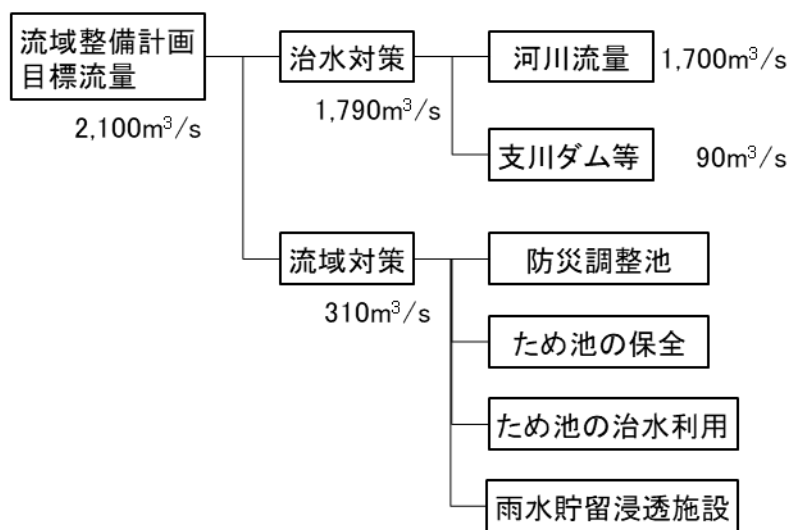 流域整備計画
目標流量
2,100m³/s
治水対策
1,790m³/s
河川流量
1,700m³/s
支川ダム等
90m³/s
流域対策
310m³/s
防災調整池
ため池の保全
ため池の治水利用
雨水貯留浸透施設